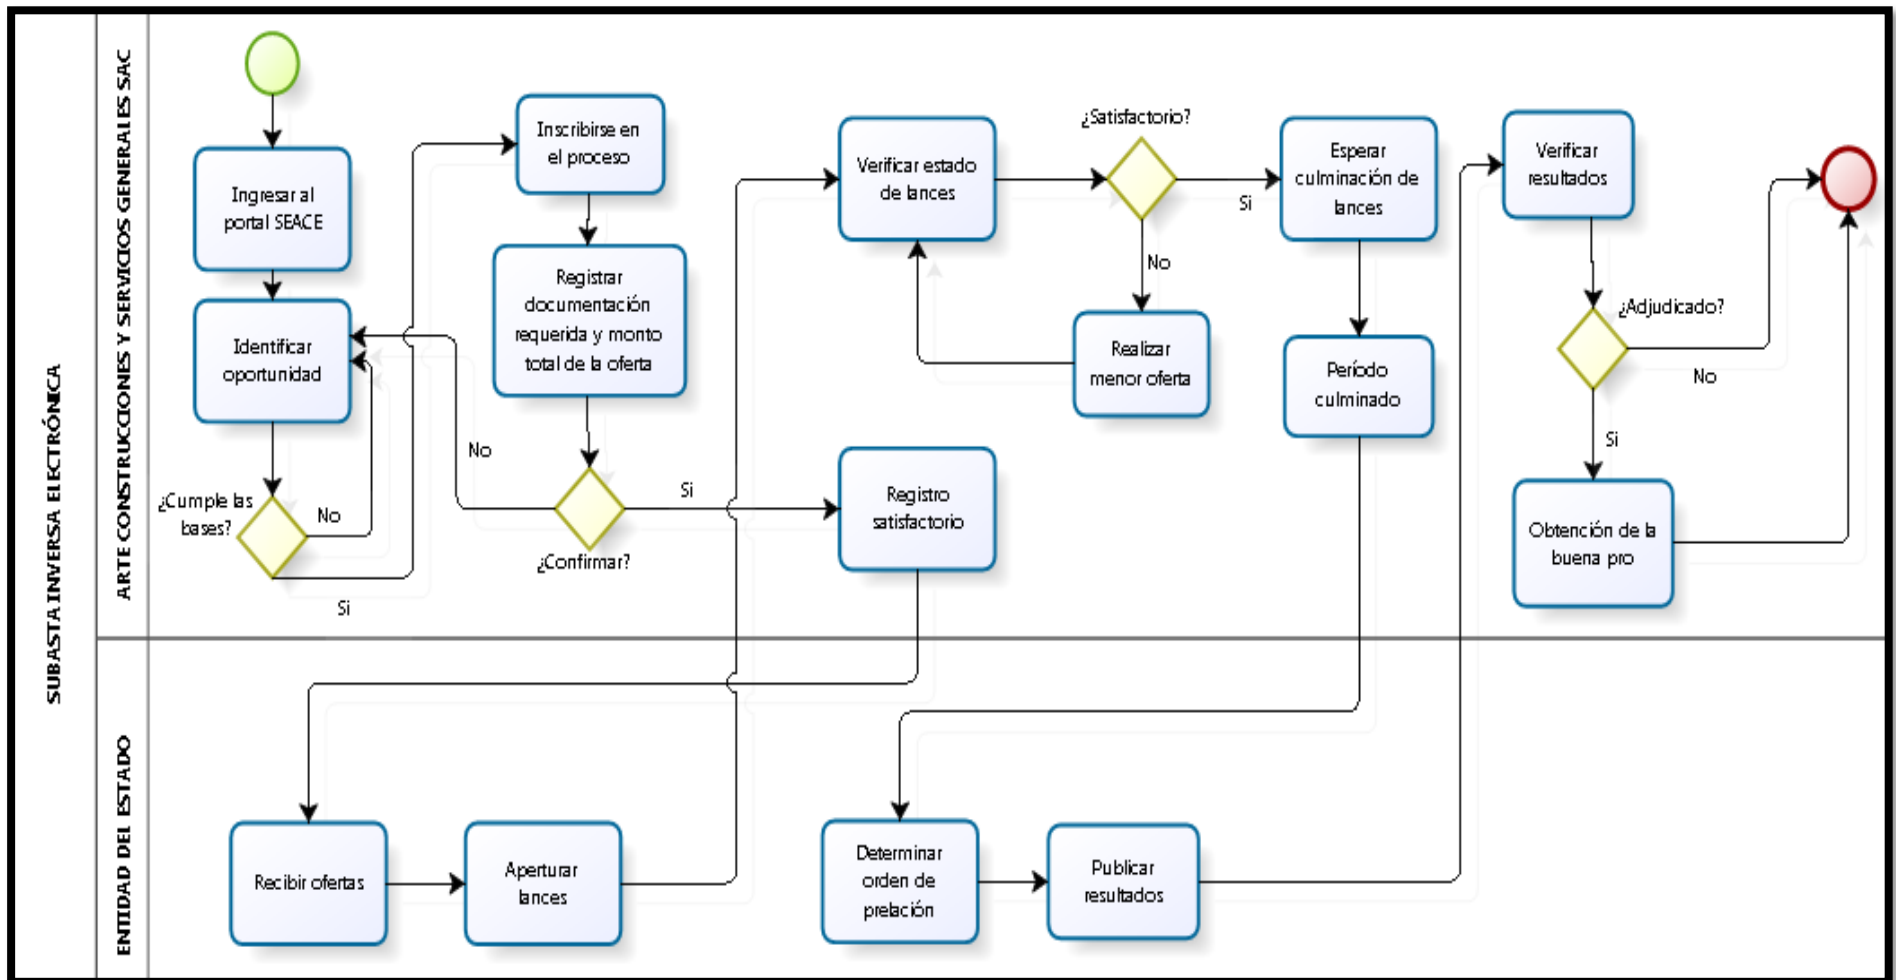 SUBASTA INVERSA ELECTRÓNICA
ARTE CONSTRUCCIONES Y SERVICIOS GENERALES SAC
Ingresar al
portal SEACE
Identificar
oportunidad
¿Cumple las
bases?
No
Si
Inscribirse en
el proceso
Registrar
documentación
requerida y monto
total de la oferta
No
Si
¿Confirmar?
Registro
satisfactorio
Verificar estado
de lances
¿Satisfactorio?
Si
No
Realizar
menor oferta
Esperar
culminación de
lances
Período
culminado
Verificar
resultados
¿Adjudicado?
No
Si
Obtención de la
buena pro
ENTIDAD DEL ESTADO
Recibir ofertas
Aperturar
lances
Determinar
orden de
prelación
Publicar
resultados